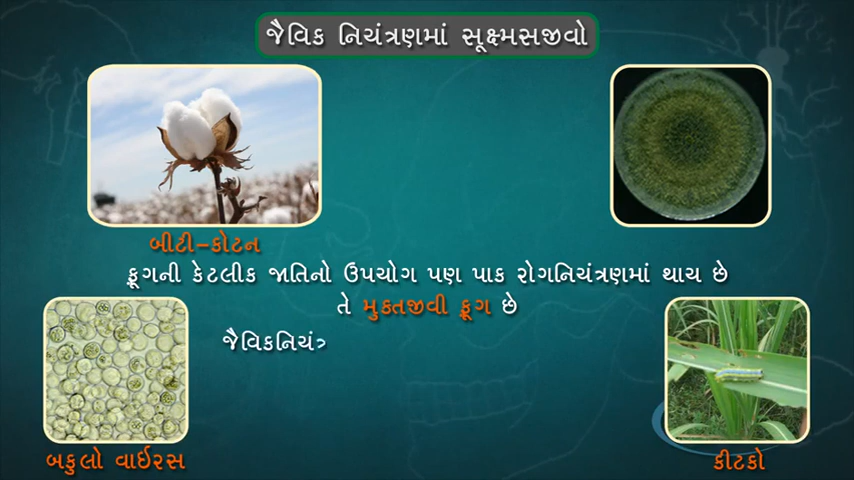 જૈવિક નિયંત્રણમાં સૂક્ષ્મસજીવો
બીટી-કોટન
ફૂગની કેટલીક જાતિનો ઉપયોગ પણ પાક રોગનિયંત્રણમાં થાય છે
તે મુક્તજીવી ફૂગ છે
જૈવિકનિયંત્ર
બકુલો વાઈરસ
કીટકો